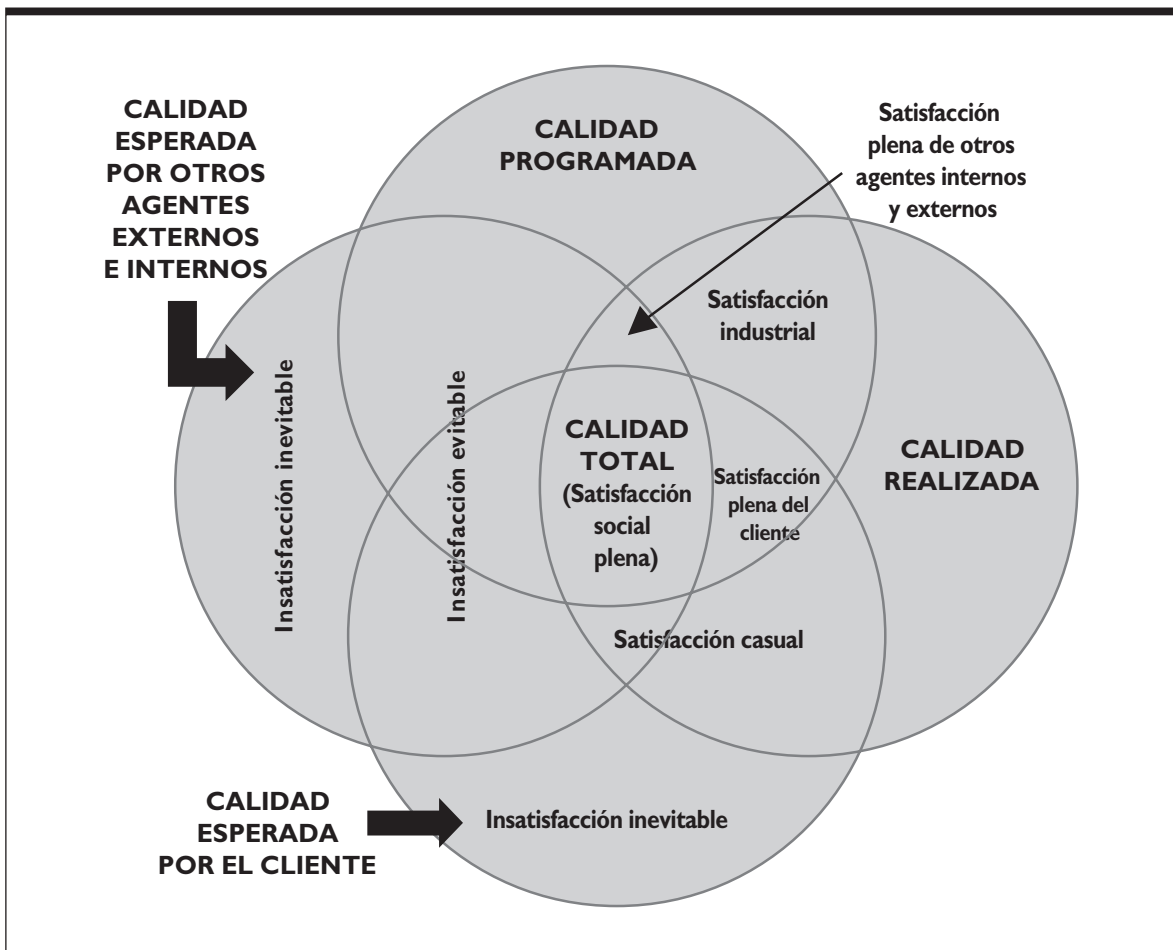 CALIDAD
ESPERADA
POR OTROS
AGENTES
EXTERNOS
E INTERNOS
CALIDAD
PROGRAMADA
Satisfacción
plena de otros
agentes internos
y externos
Satisfacción
industrial
Insatisfacción inevitable
Insatisfacción evitable
CALIDAD
TOTAL
(Satisfacción
social
plena)
Satisfacción
plena del
cliente
CALIDAD
REALIZADA
Satisfacción casual
CALIDAD
ESPERADA
POR EL CLIENTE
Insatisfacción inevitable